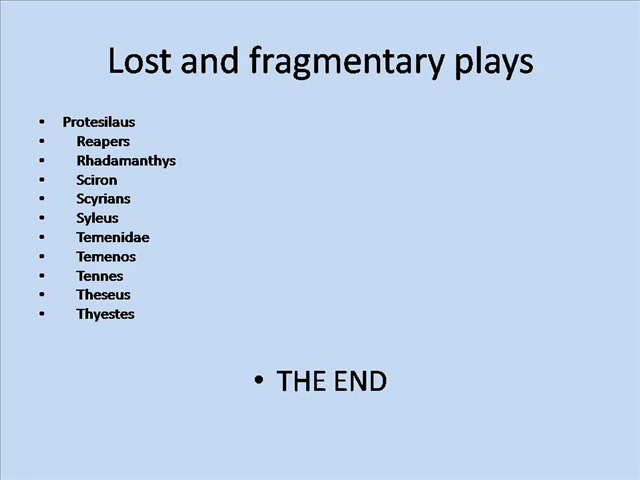 Lost and fragmentary plays
• Protesilaus
• Reapers
• Rhadamanthys
• Sciron
• Scyrians
• Syleus
• Temenidae
• Temenos
• Tennes
• Theseus
• Thyestes
• THE END